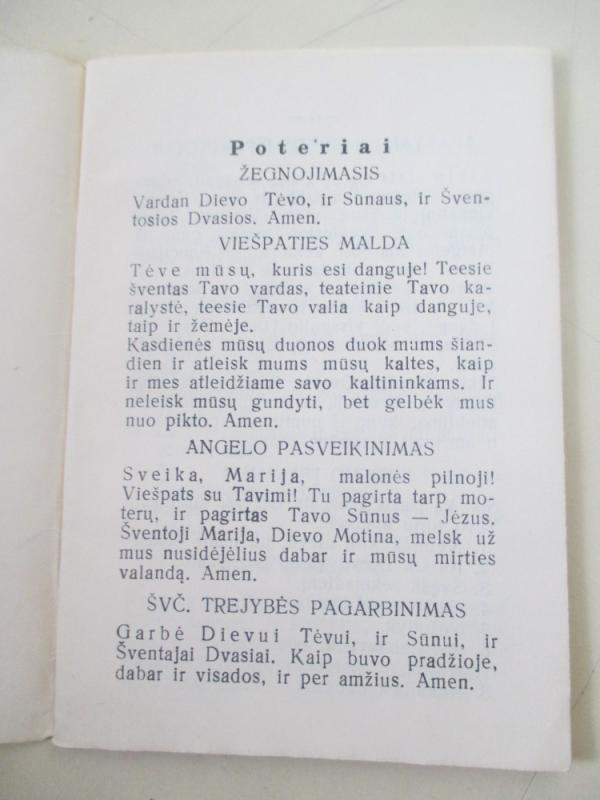 Poteriai
ŽEGNOJIMASIS
Vardan Dievo Tėvo, ir Sūnaus, ir Šven-
tosios Dvasios. Amen.
VIEŠPATIES MALDA
Tėve mūsų, kuris esi danguje! Teesie
šventas Tavo vardas, teateinie Tavo ka-
ralystė, teesie Tavo valia kaip danguje,
taip ir žemėje.
Kasdienės mūsų duonos duok mums šian-
dien ir atleisk mums mūsų kaltes, kaip
ir mes atleidžiame savo kaltininkams. Ir
neleisk mūsų gundyti, bet gelbėk mus
nuo pikto. Amen.
ANGELO PASVEIKINIMAS
Sveika, Marija, malonės pilnoji!
Viešpats su Tavimi! Tu pagirta tarp mo-
terų, ir pagirtas Tavo Sūnus — Jėzus.
Šventoji Marija, Dievo Motina, melsk už
mus nusidėjėlius dabar ir mūsų mirties
valandą. Amen.
ŠVČ. TREJYBĖS PAGARBINIMAS
Garbė Dievui Tėvui, ir Sūnui, ir
Šventajai Dvasiai. Kaip buvo pradžioje,
dabar ir visados, ir per amžius. Amen.